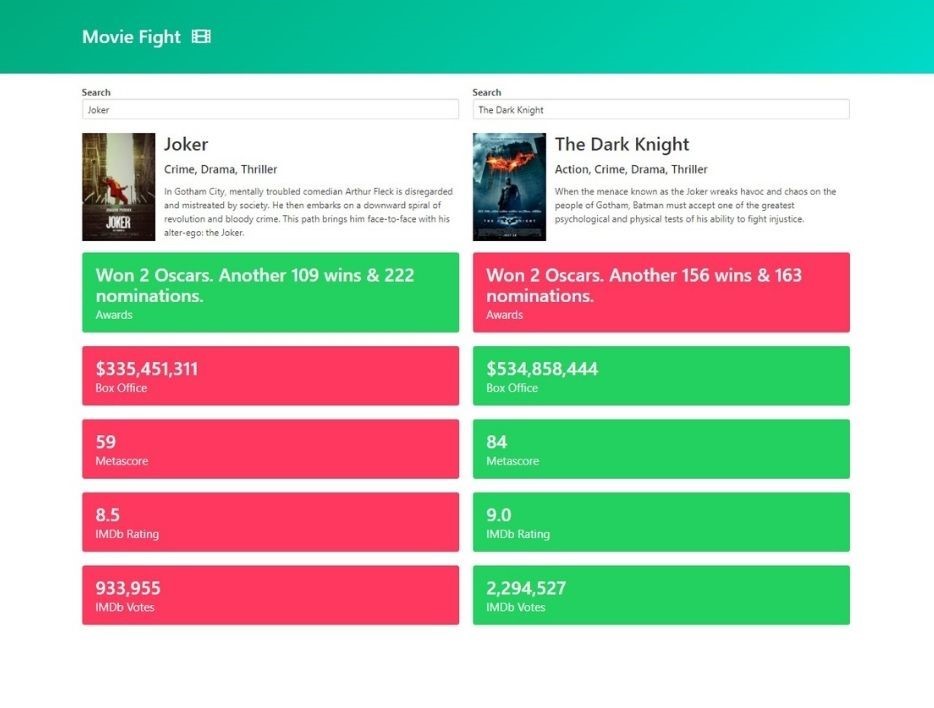 Movie Fight
Search
Joker
Joker
Crime, Drama, Thriller
In Gotham City, mentally troubled comedian Arthur Fleck is disregarded
and mistreated by society. He then embarks on a downward spiral of
revolution and bloody crime. This path brings him face-to-face with his
alter-ego: the Joker.
JOKER
Won 2 Oscars. Another 109 wins & 222
nominations.
Awards
$335,451,311
Box Office
59
Metascore
8.5
IMDb Rating
933,955
IMDb Votes
Search
The Dark Knight
The Dark Knight
Action, Crime, Drama, Thriller
When the menace known as the Joker wreaks havoc and chaos on the
people of Gotham, Batman must accept one of the greatest
psychological and physical tests of his ability to fight injustice.
THE DARK KNIGHT
Won 2 Oscars. Another 156 wins & 163
nominations.
Awards
$534,858,444
Box Office
84
Metascore
9.0
IMDb Rating
2,294,527
IMDb Votes